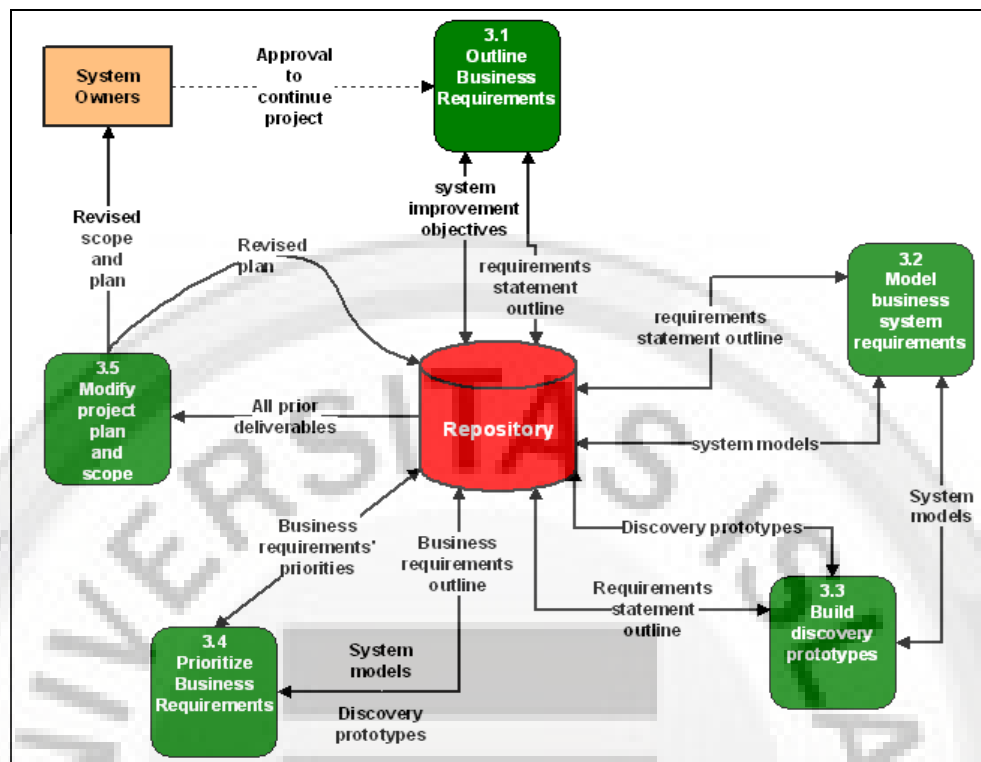 System
Owners
Approval
to
continue
project
3.1
Outline
Business
Requirements
Revised
scope
and
plan
Revised
plan
system
improvement
objectives
requirements
statement
outline
requirements
statement outline
3.2
Model
business
system
requirements
3.5
Modify
project
plan
and
scope
All prior
deliverables
Repository
system models
System
models
Business
requirements'
priorities
Business
requirements
outline
Discovery prototypes
Requirements
statement
outline
3.3
Build
discovery
prototypes
3.4
Prioritize
Business
Requirements
System
models
Discovery
prototypes